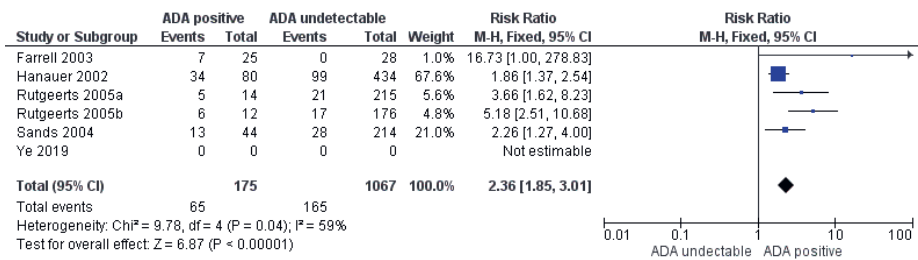 ADA positive ADA undetectable Risk Ratio Risk Ratio
Study or Subgroup Events Total Events Total Weight M-H, Fixed, 95% CI M-H, Fixed, 95% CI
Farrell 2003 7 25 0 28 1.0% 16.73 [1.00, 278.83]
Hanauer 2002 34 80 99 434 67.6% 1.86 [1.37, 2.54]
Rutgeerts 2005a 5 14 21 215 5.6% 3.66 [1.62, 8.23]
Rutgeerts 2005b 6 12 17 176 4.8% 5.18 [2.51, 10.68]
Sands 2004 13 44 28 214 21.0% 2.26 [1.27, 4.00]
Ye 2019 0 0 0 0 Not estimable
Total (95% CI) 175 1067 100.0% 2.36 [1.85, 3.01]
Total events 65 165
Heterogeneity: Chi² = 9.78, df = 4 (P = 0.04); I² = 59%
Test for overall effect: Z = 6.87 (P < 0.00001)
0.01 0.1 1 10 100
ADA undectable ADA positive